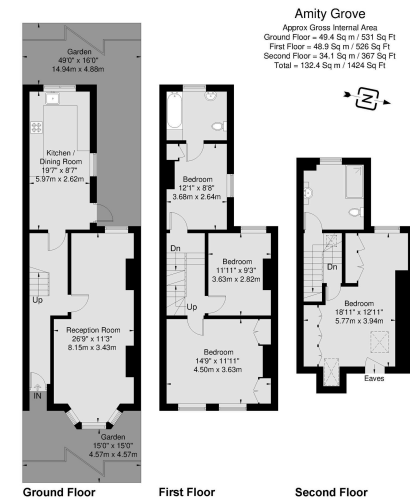 Amity Grove
Approx Gross Internal Area
Ground Floor = 49.4 Sq m / 531 Sq Ft
First Floor = 48.9 Sq m / 526 Sq Ft
Second Floor = 34.1 Sq m / 367 Sq Ft
Total = 132.4 Sq m / 1424 Sq Ft
N
Garden
49'0" x 16'0"
14.94m x 4.88m
Kitchen /
Dining Room
19'7" x 8'7"
5.97m x 2.62m
Up
Reception Room
26'9" x 11'3"
8.15m x 3.43m
IN
Garden
15'0" x 15'0"
4.57m x 4.57m
Ground Floor
Bedroom
12'1" x 8'8"
3.68m x 2.64m
Dn
Bedroom
11'11" x 9'3"
3.63m x 2.82m
Up
Bedroom
14'9" x 11'11"
4.50m x 3.63m
First Floor
Dn
Bedroom
18'11" x 12'11"
5.77m x 3.94m
Eaves
Second Floor